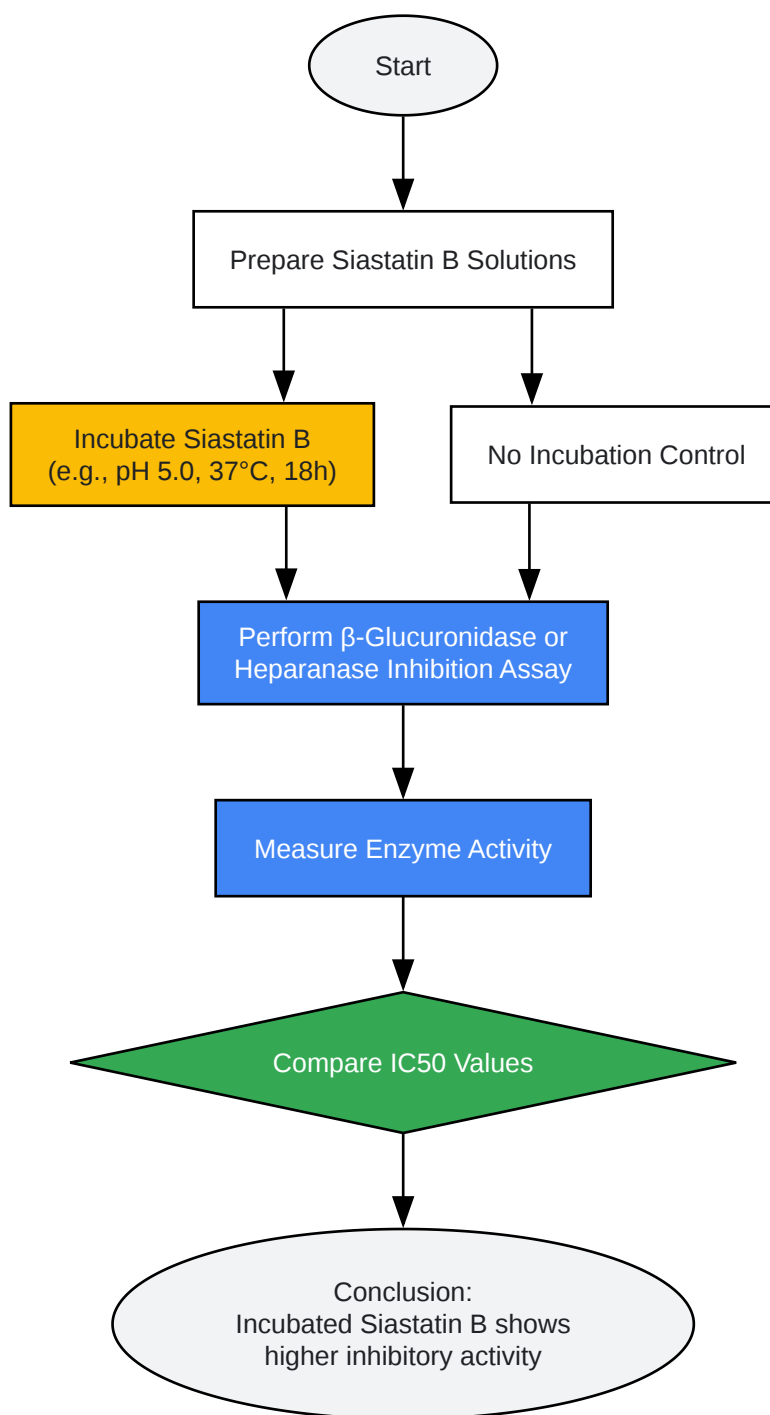 Start
Prepare Siastatin B Solutions
Incubate Siastatin B
(e.g., pH 5.0, 37°C, 18h)
No Incubation Control
Perform β-Glucuronidase or
Heparanase Inhibition Assay
Measure Enzyme Activity
Compare IC50 Values
Conclusion:
Incubated Siastatin B shows
higher inhibitory activity